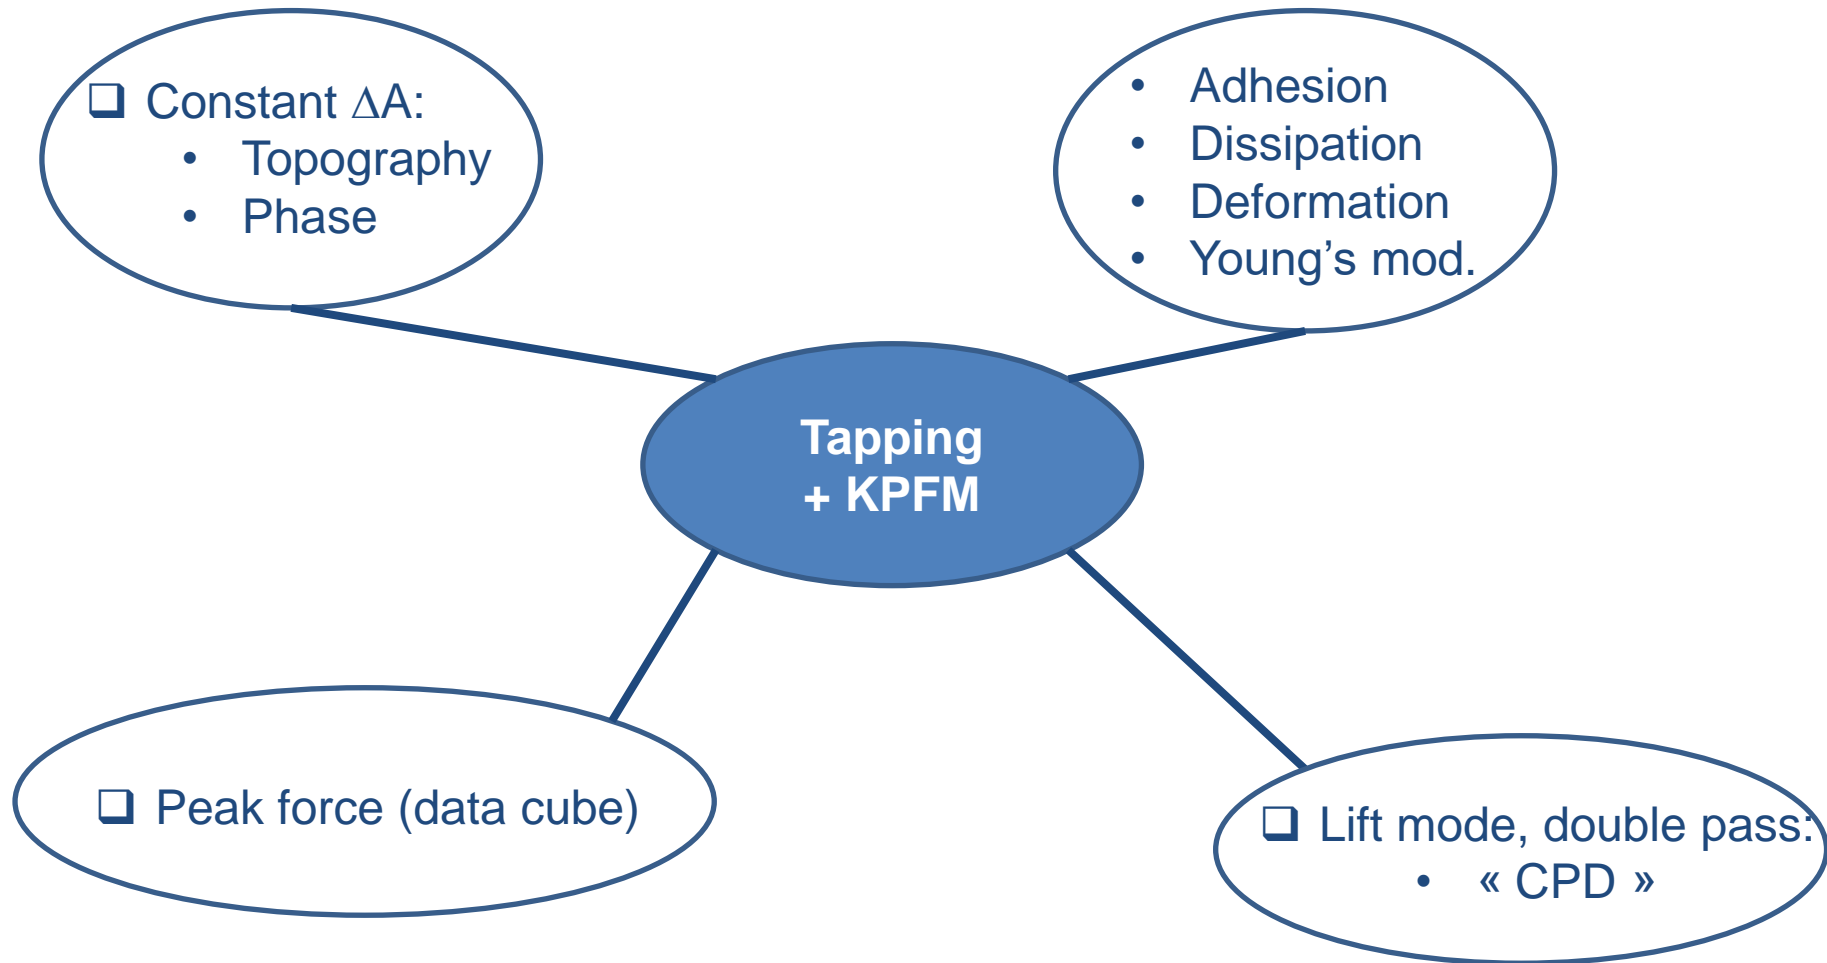 ❑ Constant ΔA:
• Topography
• Phase
• Adhesion
• Dissipation
• Deformation
• Young’s mod.
Tapping
+ KPFM
❑ Peak force (data cube)
❑ Lift mode, double pass:
• « CPD »